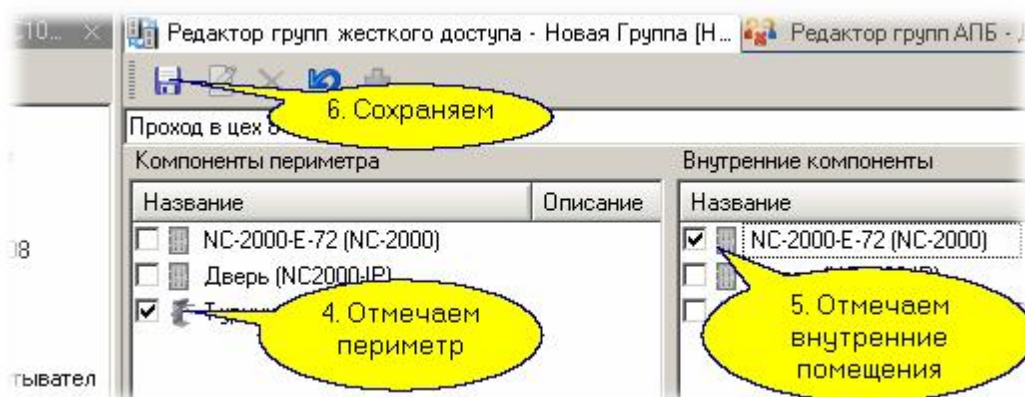 С10...
Редактор групп жесткого доступа - Новая Группа [Н... Редактор групп АПБ -
6. Сохраняем
Проход в цех
Компоненты периметра Внутренние компоненты
Название Описание Название
NC-2000-E-72 (NC-2000) NC-2000-E-72 (NC-2000)
)8
Дверь (NC2000-IP)
4. Отмечаем
периметр
5. Отмечаем
внутренние
помещения
тывател